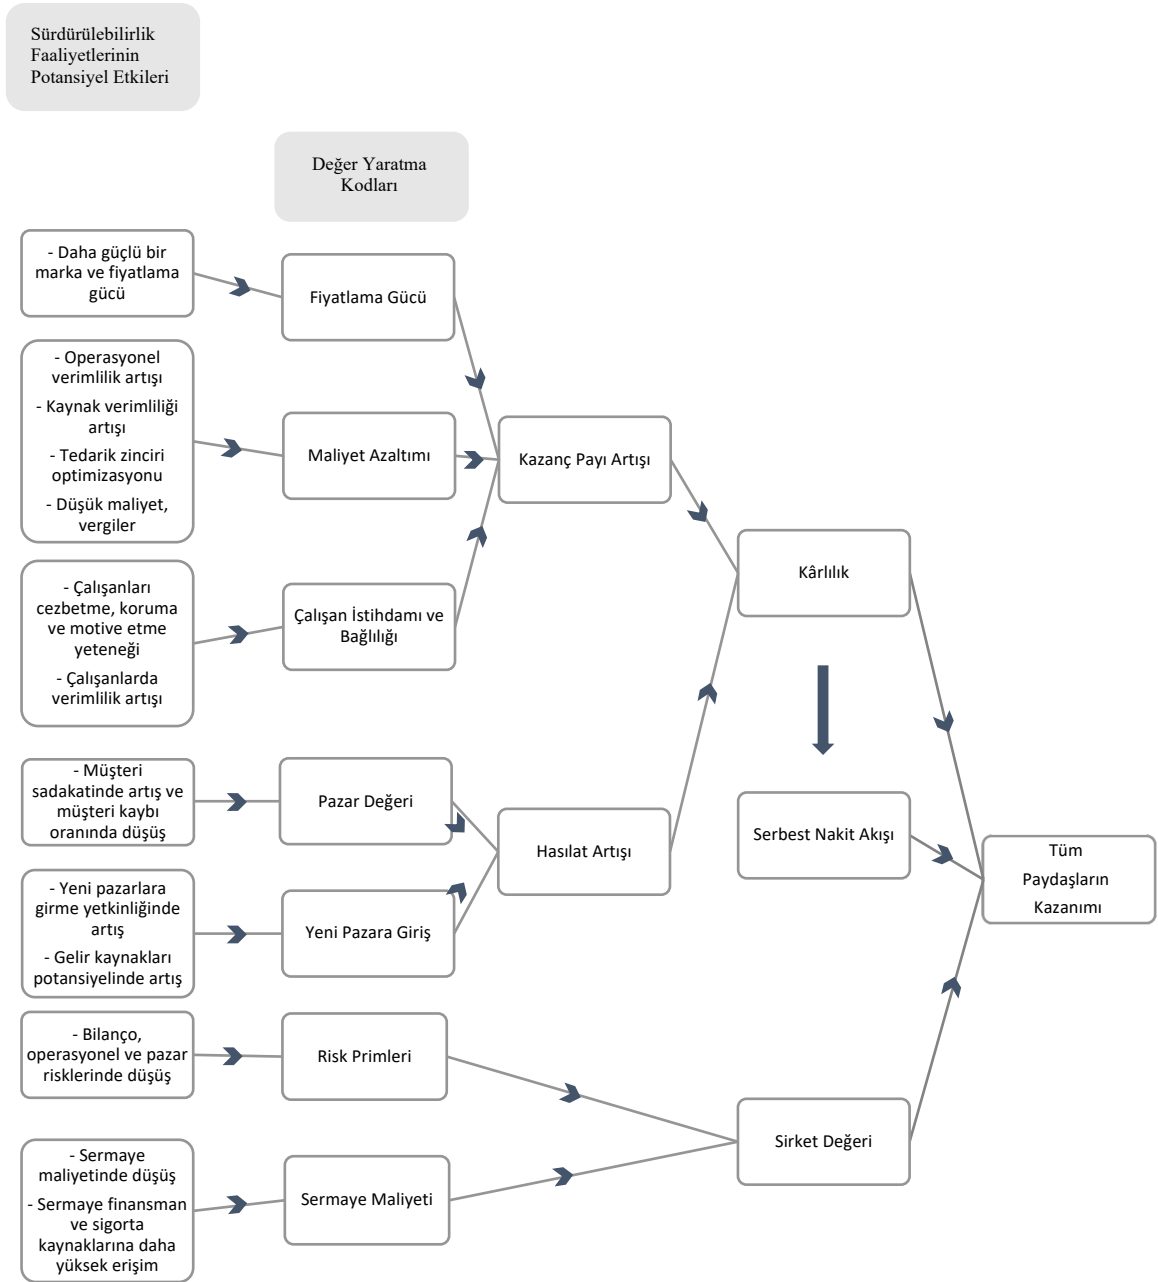 Sürdürülebilirlik
Faaliyetlerinin
Potansiyel Etkileri
Değer Yaratma
Kodları
- Daha güçlü bir
marka ve fiyatlama
gücü
Fiyatlama Gücü
- Operasyonel
verimlilik artışı
- Kaynak verimliliği
artışı
- Tedarik zinciri
optimizasyonu
- Düşük maliyet,
vergiler
Maliyet Azaltımı
Kazanç Payı Artışı
- Çalışanları
cezbetme, koruma
ve motive etme
yeteneği
- Çalışanlarda
verimlilik artışı
Çalışan İstihdamı ve
Bağlılığı
Kârlılık
- Müşteri
sadakatinde artış ve
müşteri kaybı
oranında düşüş
Pazar Değeri
Hasılat Artışı
Serbest Nakit Akışı
Tüm
Paydaşların
Kazanımı
- Yeni pazarlara
girme yetkinliğinde
artış
- Gelir kaynakları
potansiyelinde artış
Yeni Pazara Giriş
- Bilanço,
operasyonel ve pazar
risklerinde düşüş
Risk Primleri
Sirket Değeri
- Sermaye
maliyetinde düşüş
- Sermaye finansman
ve sigorta
kaynaklarına daha
yüksek erişim
Sermaye Maliyeti